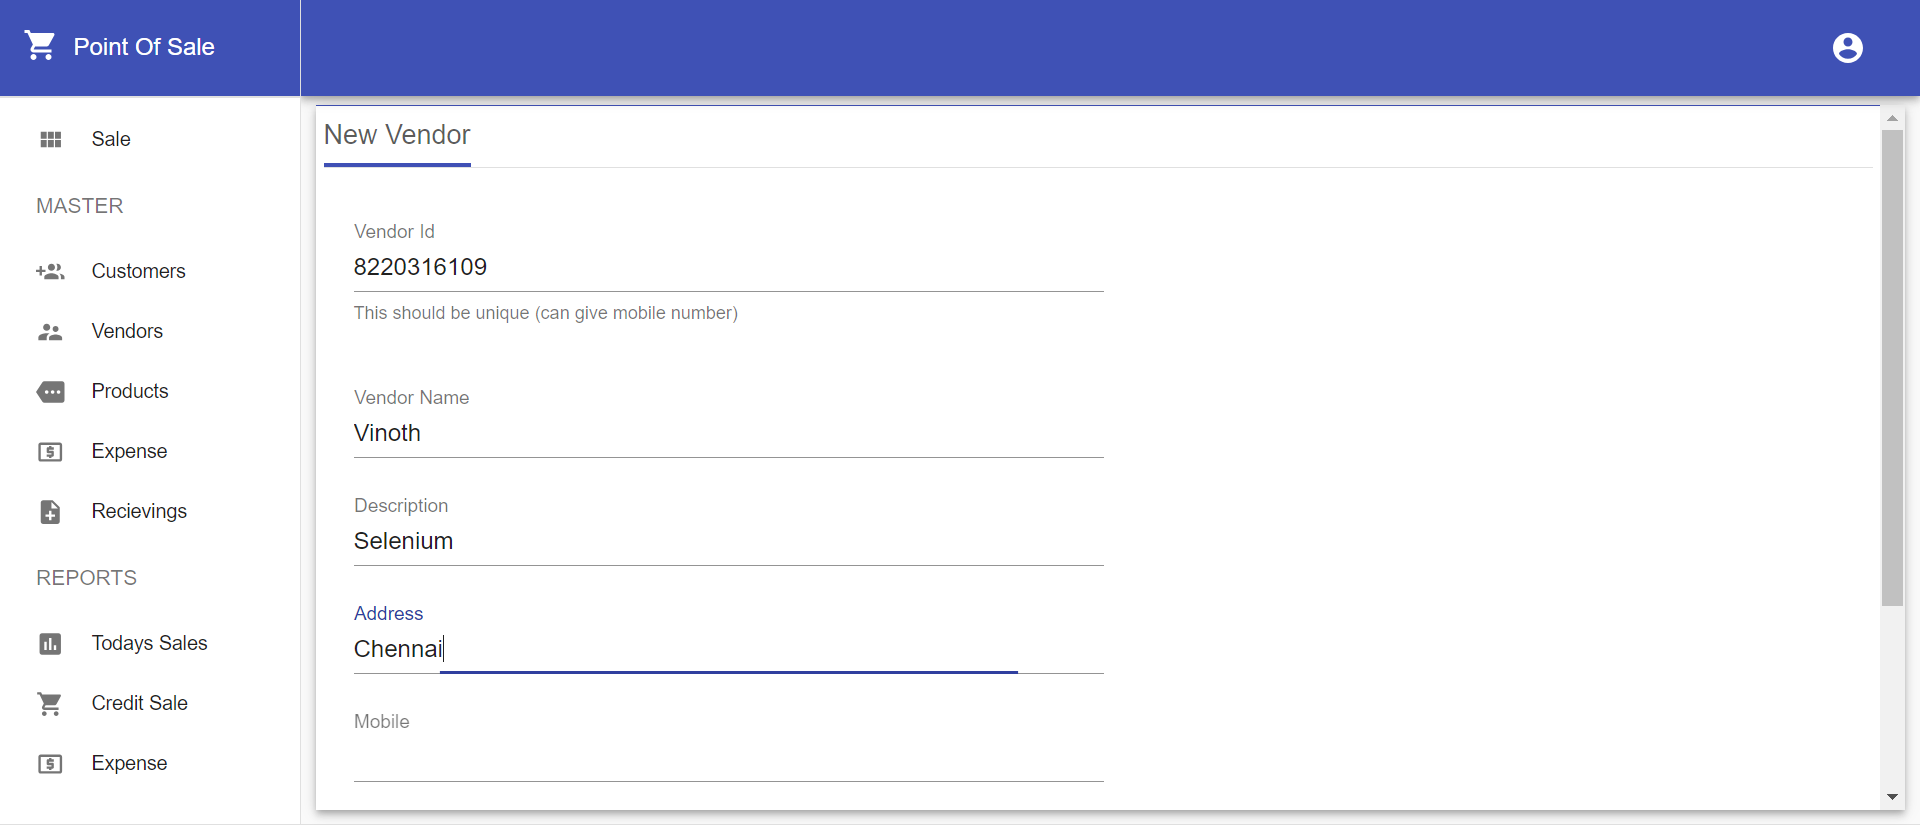 Point Of Sale
Sale
MASTER
Customers
Vendors
Products
Expense
Recievings
REPORTS
Todays Sales
Credit Sale
Expense
New Vendor
Vendor Id
8220316109
This should be unique (can give mobile number)
Vendor Name
Vinoth
Description
Selenium
Address
Chennai
Mobile